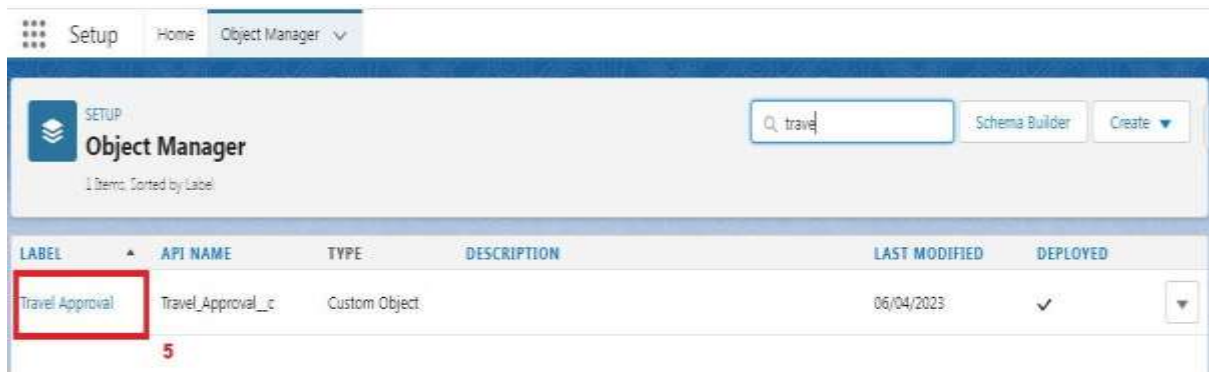 Setup Home Object Manager
SETUP
Object Manager
1 Items, Sorted by Label
trave
Schema Builder
Create
LABEL API NAME TYPE DESCRIPTION LAST MODIFIED DEPLOYED
Travel Approval Travel_Approval__c Custom Object 06/04/2023
5